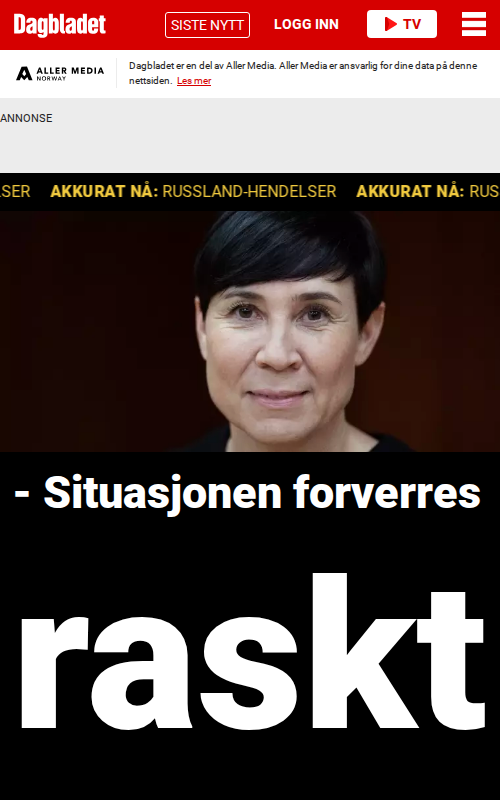 Dagbladet
SISTE NYTT
LOGG INN
TV
ALLER MEDIA
NORWAY
Dagbladet er en del av Aller Media. Aller Media er ansvarlig for dine data på denne
nettsiden. Les mer
ANNONSE
LSER AKKURAT NÅ: RUSSLAND-HENDELSER AKKURAT NÅ: RUS
- Situasjonen forverres
raskt